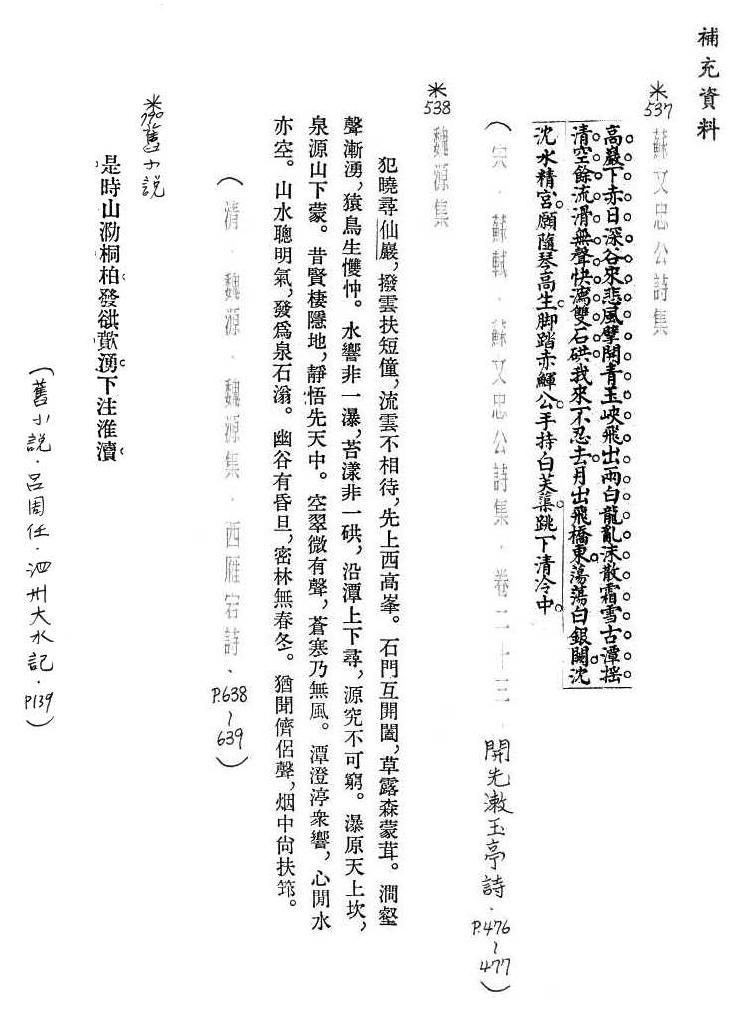 補充資料
*537 蘇文忠公詩集
高巖下赤日深谷來悲風擘開青玉峽飛出兩白龍亂沫散霜雪古潭搖
清空餘流滑無聲快瀉雙石谼我來不忍去月出飛橋東蕩蕩白銀闕沈
沈水精宮願隨琴高生脚踏赤鯶公手持白芙蕖跳下清泠中
(宋．蘇軾．蘇文忠公詩集．卷二十三．開先漱玉亭詩．P.476~477)
*538 魏源集
犯曉尋仙巖，撥雲扶短僮，流雲不相待，先上西高峯。石門互開闔，草露森蒙茸。澗壑
聲漸湧，猿鳥生戄忡。水響非一瀑，苔漾非一谼，沿潭上下尋，源究不可窮。瀑原天上坎，
泉源山下蒙。昔賢棲隱地，靜悟先天中。空翠微有聲，蒼寒乃無風。潭澄渟衆響，心閒水
亦空。山水聰明氣，發爲泉石滃。幽谷有昏旦，密林無春冬。猶聞儕侶聲，烟中尙扶筇。
(清．魏源．魏源集．西雁宕詩．P.638~639)
*790 舊小説
是時山泐桐柏發谼歕湧下注淮瀆
(舊小説．呂周任．泗州大水記．P139)